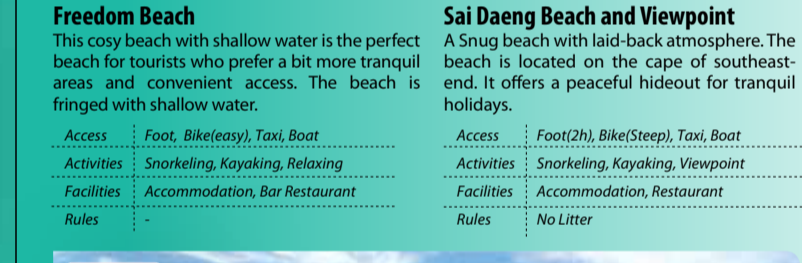 Freedom Beach
This cosy beach with shallow water is the perfect
beach for tourists who prefer a bit more tranquil
areas and convenient access. The beach is
fringed with shallow water.
Access Foot, Bike(easy), Taxi, Boat
Activities Snorkeling, Kayaking, Relaxing
Facilities Accommodation, Bar Restaurant
Rules -
Sai Daeng Beach and Viewpoint
A Snug beach with laid-back atmosphere. The
beach is located on the cape of southeast-
end. It offers a peaceful hideout for tranquil
holidays.
Access Foot(2h), Bike(Steep), Taxi, Boat
Activities Snorkeling, Kayaking, Viewpoint
Facilities Accommodation, Restaurant
Rules No Litter